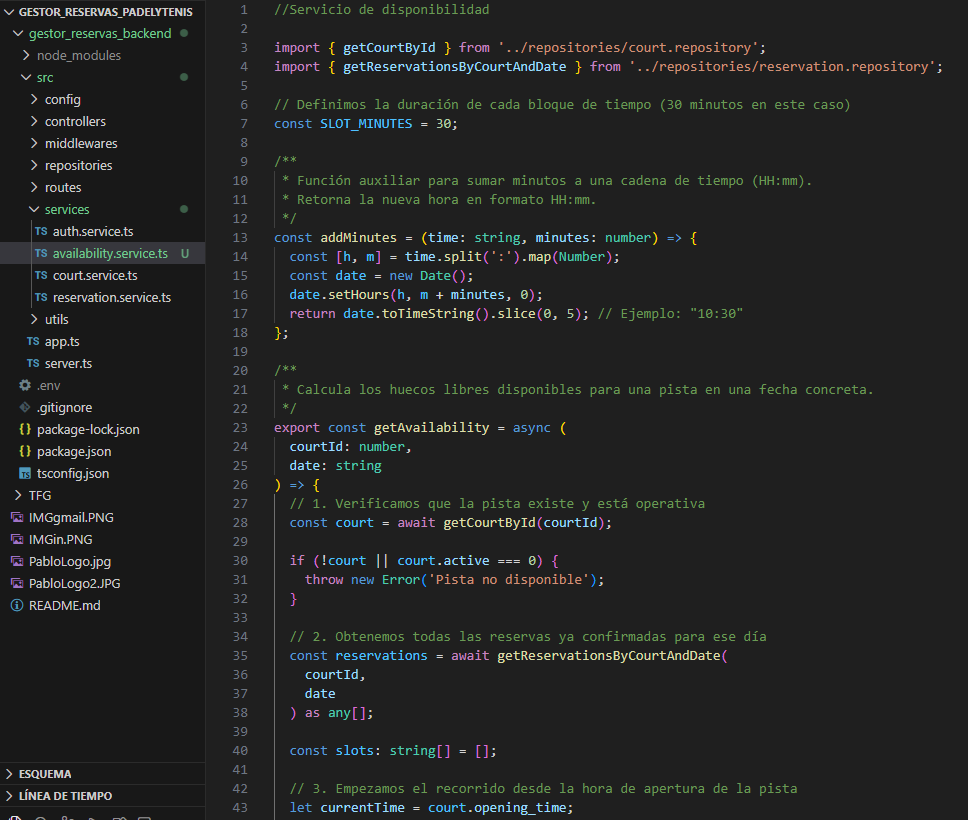 GESTOR_RESERVAS_PADELYTENIS
gestor_reservas_backend
node_modules
src
config
controllers
middlewares
repositories
routes
services
TS auth.service.ts
TS availability.service.ts U
TS court.service.ts
TS reservation.service.ts
utils
TS app.ts
TS server.ts
.env
.gitignore
{} package-lock.json
{} package.json
TS tsconfig.json
TFG
IMGgmail.PNG
IMGin.PNG
PabloLogo.jpg
PabloLogo2.JPG
README.md
ESQUEMA
LÍNEA DE TIEMPO
1 //Servicio de disponibilidad
2
3 import { getCourtById } from '../repositories/court.repository';
4 import { getReservationsByCourtAndDate } from '../repositories/reservation.repository';
5
6 // Definimos la duración de cada bloque de tiempo (30 minutos en este caso)
7 const SLOT_MINUTES = 30;
8
9 /**
10 * Función auxiliar para sumar minutos a una cadena de tiempo (HH:mm).
11 * Retorna la nueva hora en formato HH:mm.
12 */
13 const addMinutes = (time: string, minutes: number) => {
14 const [h, m] = time.split(':').map(Number);
15 const date = new Date();
16 date.setHours(h, m + minutes, 0);
17 return date.toTimeString().slice(0, 5); // Ejemplo: "10:30"
18 };
19
20 /**
21 * Calcula los huecos libres disponibles para una pista en una fecha concreta.
22 */
23 export const getAvailability = async (
24 courtId: number,
25 date: string
26 ) => {
27 // 1. Verificamos que la pista existe y está operativa
28 const court = await getCourtById(courtId);
29
30 if (!court || court.active === 0) {
31 throw new Error('Pista no disponible');
32 }
33
34 // 2. Obtenemos todas las reservas ya confirmadas para ese día
35 const reservations = await getReservationsByCourtAndDate(
36 courtId,
37 date
38 ) as any[];
39
40 const slots: string[] = [];
41
42 // 3. Empezamos el recorrido desde la hora de apertura de la pista
43 let currentTime = court.opening_time;